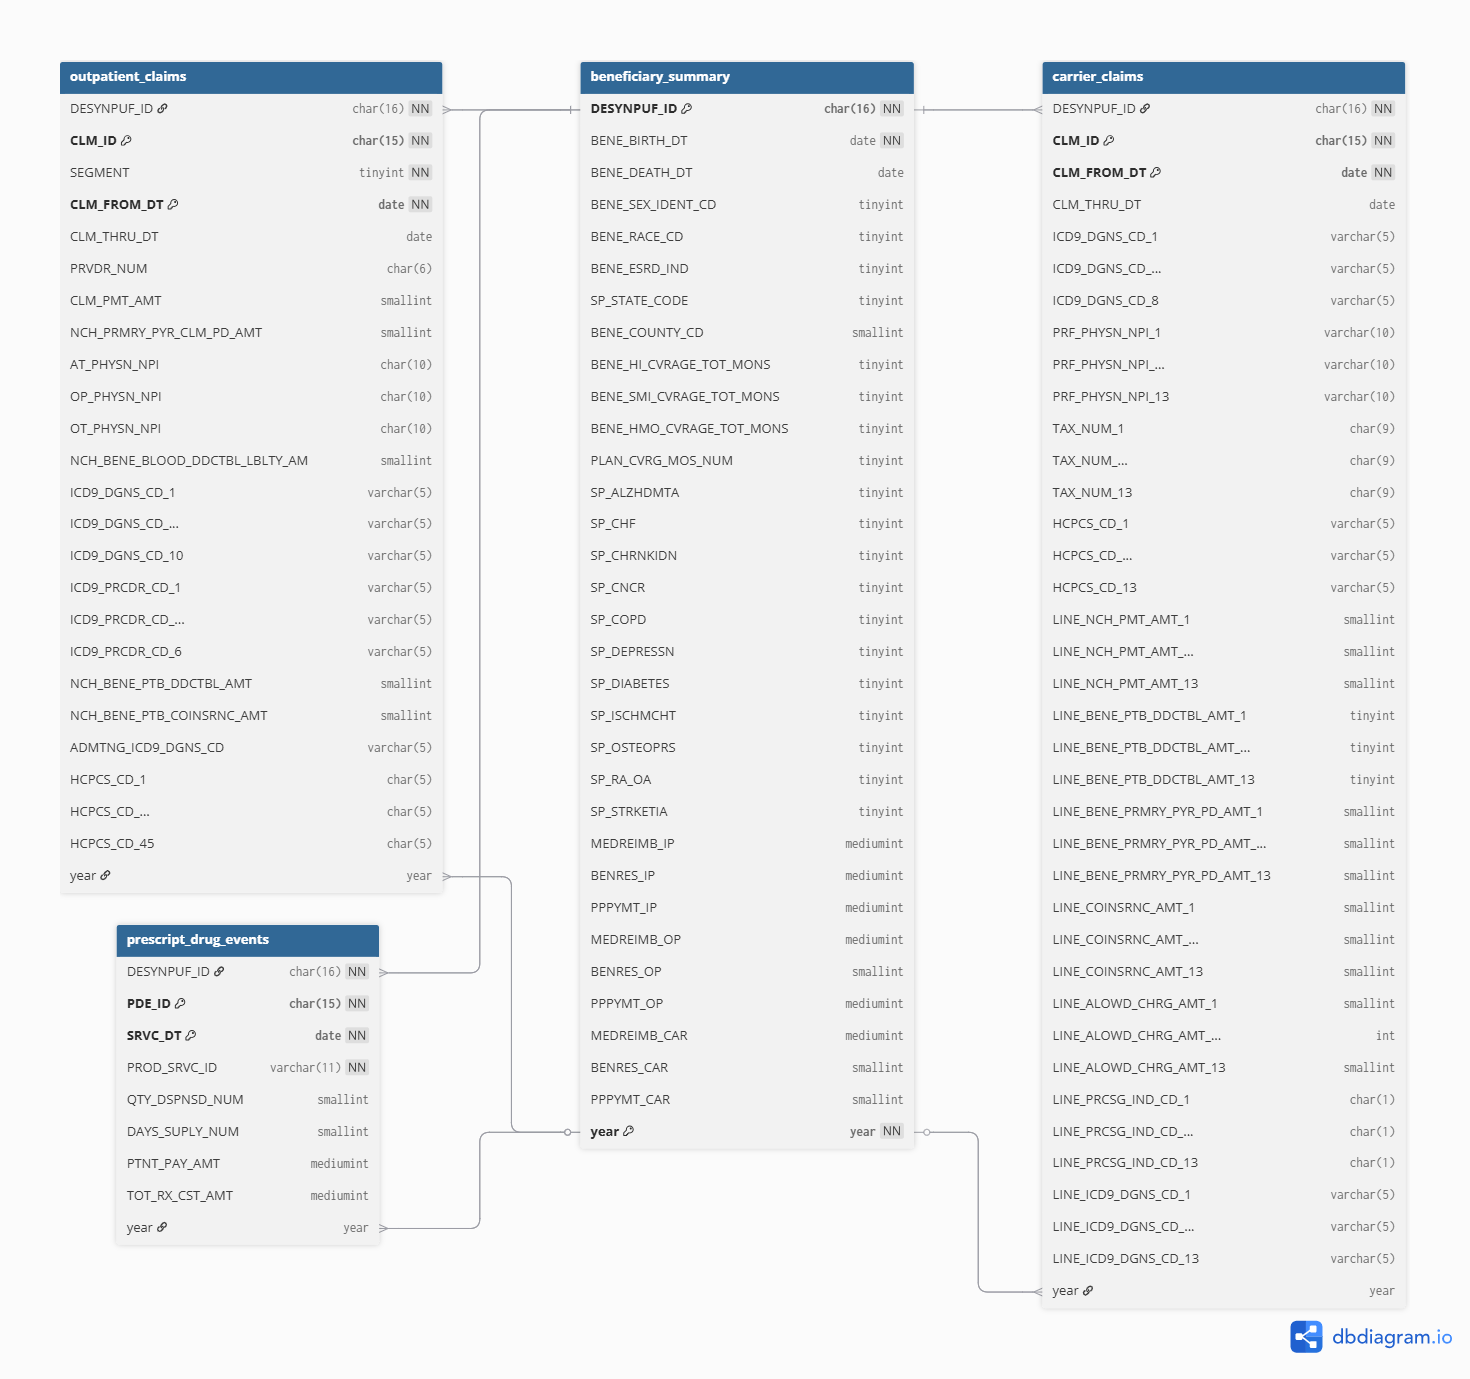 outpatient_claims
DESYNPUF_ID char(16) NN
CLM_ID char(15) NN
SEGMENT tinyint NN
CLM_FROM_DT date NN
CLM_THRU_DT date
PRVDR_NUM char(6)
CLM_PMT_AMT smallint
NCH_PRMRY_PYR_CLM_PD_AMT smallint
AT_PHYSN_NPI char(10)
OP_PHYSN_NPI char(10)
OT_PHYSN_NPI char(10)
NCH_BENE_BLOOD_DDCTBL_LBLTY_AM smallint
ICD9_DGNS_CD_1 varchar(5)
ICD9_DGNS_CD_... varchar(5)
ICD9_DGNS_CD_10 varchar(5)
ICD9_PRCDR_CD_1 varchar(5)
ICD9_PRCDR_CD_... varchar(5)
ICD9_PRCDR_CD_6 varchar(5)
NCH_BENE_PTB_DDCTBL_AMT smallint
NCH_BENE_PTB_COINSRNC_AMT smallint
ADMTNG_ICD9_DGNS_CD varchar(5)
HCPCS_CD_1 char(5)
HCPCS_CD_... char(5)
HCPCS_CD_45 char(5)
year year
prescript_drug_events
DESYNPUF_ID char(16) NN
PDE_ID char(15) NN
SRVC_DT date NN
PROD_SRVC_ID varchar(11) NN
QTY_DSPNSD_NUM smallint
DAYS_SUPLY_NUM smallint
PTNT_PAY_AMT mediumint
TOT_RX_CST_AMT mediumint
year year
beneficiary_summary
DESYNPUF_ID char(16) NN
BENE_BIRTH_DT date NN
BENE_DEATH_DT date
BENE_SEX_IDENT_CD tinyint
BENE_RACE_CD tinyint
BENE_ESRD_IND tinyint
SP_STATE_CODE tinyint
BENE_COUNTY_CD smallint
BENE_HI_CVRAGE_TOT_MONS tinyint
BENE_SMI_CVRAGE_TOT_MONS tinyint
BENE_HMO_CVRAGE_TOT_MONS tinyint
PLAN_CVRG_MOS_NUM tinyint
SP_ALZHDMTA tinyint
SP_CHF tinyint
SP_CHRNKIDN tinyint
SP_CNCR tinyint
SP_COPD tinyint
SP_DEPRESSN tinyint
SP_DIABETES tinyint
SP_ISCHMCHT tinyint
SP_OSTEOPRS tinyint
SP_RA_OA tinyint
SP_STRKETIA tinyint
MEDREIMB_IP mediumint
BENRES_IP mediumint
PPPYMT_IP mediumint
MEDREIMB_OP mediumint
BENRES_OP smallint
PPPYMT_OP mediumint
MEDREIMB_CAR mediumint
BENRES_CAR smallint
PPPYMT_CAR smallint
year year NN
carrier_claims
DESYNPUF_ID char(16) NN
CLM_ID char(15) NN
CLM_FROM_DT date NN
CLM_THRU_DT date
ICD9_DGNS_CD_1 varchar(5)
ICD9_DGNS_CD_... varchar(5)
ICD9_DGNS_CD_8 varchar(5)
PRF_PHYSN_NPI_1 varchar(10)
PRF_PHYSN_NPI_... varchar(10)
PRF_PHYSN_NPI_13 varchar(10)
TAX_NUM_1 char(9)
TAX_NUM_... char(9)
TAX_NUM_13 char(9)
HCPCS_CD_1 varchar(5)
HCPCS_CD_... varchar(5)
HCPCS_CD_13 varchar(5)
LINE_NCH_PMT_AMT_1 smallint
LINE_NCH_PMT_AMT_... smallint
LINE_NCH_PMT_AMT_13 smallint
LINE_BENE_PTB_DDCTBL_AMT_1 tinyint
LINE_BENE_PTB_DDCTBL_AMT_... tinyint
LINE_BENE_PTB_DDCTBL_AMT_13 tinyint
LINE_BENE_PRMRY_PYR_PD_AMT_1 smallint
LINE_BENE_PRMRY_PYR_PD_AMT_... smallint
LINE_BENE_PRMRY_PYR_PD_AMT_13 smallint
LINE_COINSRNC_AMT_1 smallint
LINE_COINSRNC_AMT_... smallint
LINE_COINSRNC_AMT_13 smallint
LINE_ALOWD_CHRG_AMT_1 smallint
LINE_ALOWD_CHRG_AMT_... int
LINE_ALOWD_CHRG_AMT_13 smallint
LINE_PRCSG_IND_CD_1 char(1)
LINE_PRCSG_IND_CD_... char(1)
LINE_PRCSG_IND_CD_13 char(1)
LINE_ICD9_DGNS_CD_1 varchar(5)
LINE_ICD9_DGNS_CD_... varchar(5)
LINE_ICD9_DGNS_CD_13 varchar(5)
year year
dbdiagram.io